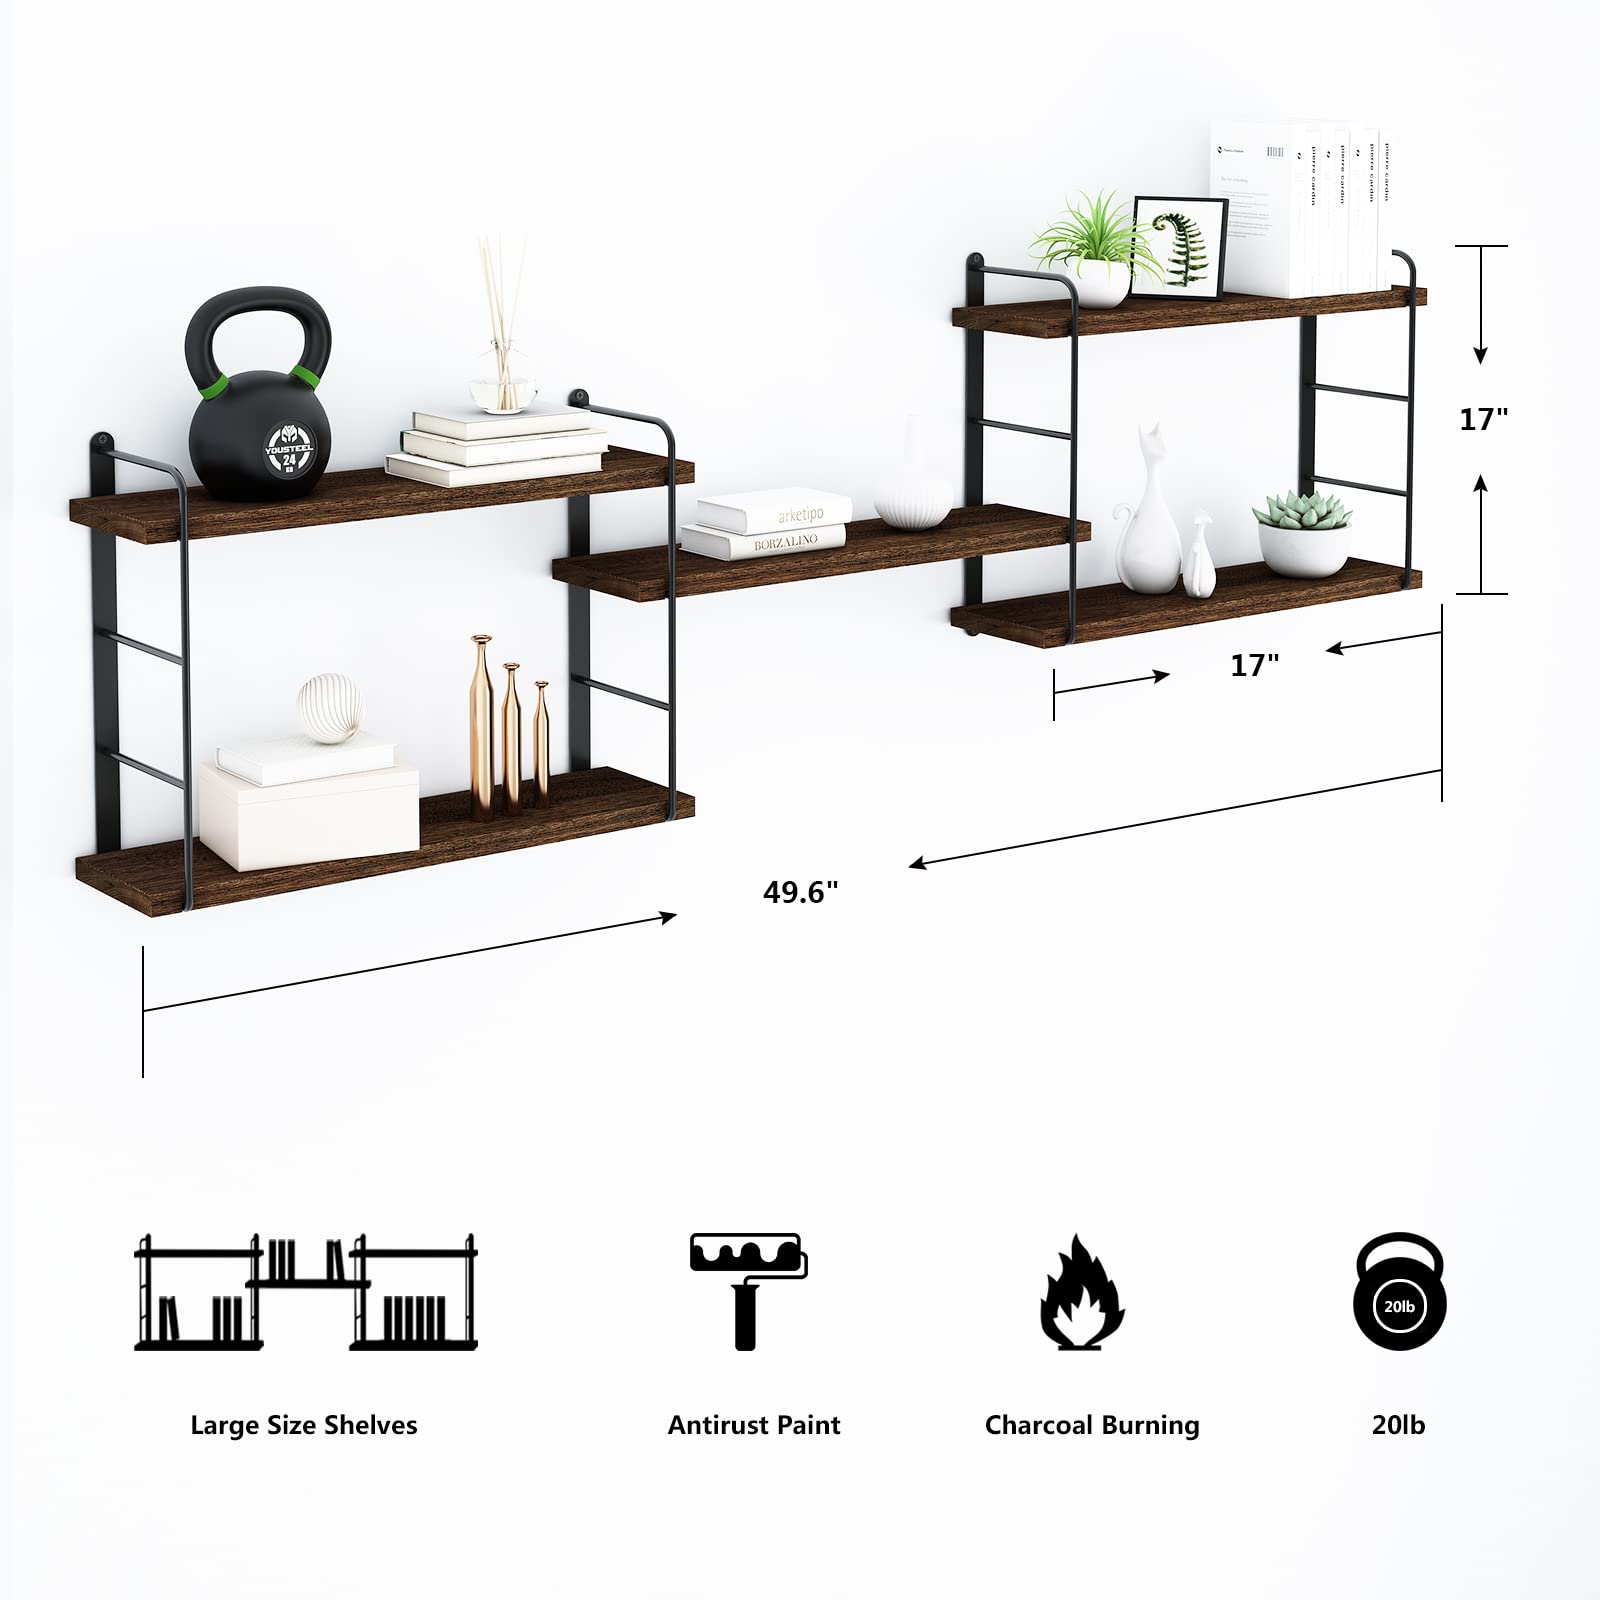 pierre cardin
pierre cardin
pierre cardin
pierre cardin
17"
YOUSTEEL
24
KG
arketipo
BORZALINO
17"
49.6"
20lb
Large Size Shelves
Antirust Paint
Charcoal Burning
20lb